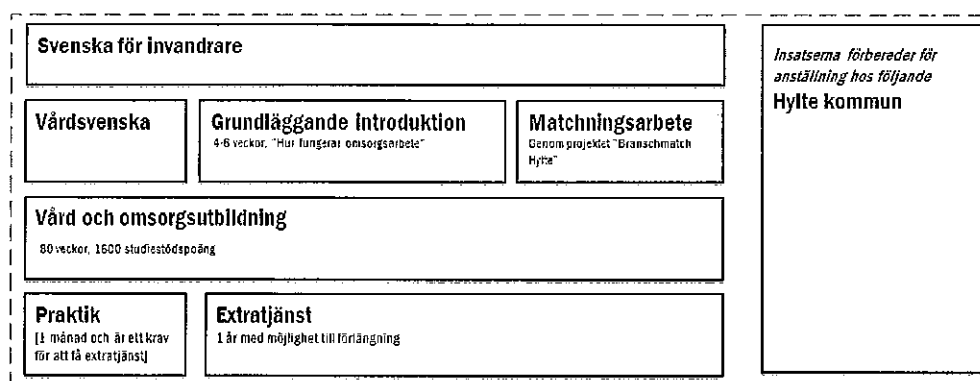 Svenska för invandrare
Insatserna förbereder för
anställning hos följande
Hylte kommun
Vårdsvenska
Grundläggande introduktion
4-6 veckor, "Hur fungerar omsorgsarbete"
Matchningsarbete
Genom projektet "Branschmatch
Hylte"
Vård och omsorgsutbildning
80 veckor, 1600 studiestödspoäng
Praktik
[1 månad och är ett krav
för att få extratjänst]
Extratjänst
1 år med möjlighet till förlängning